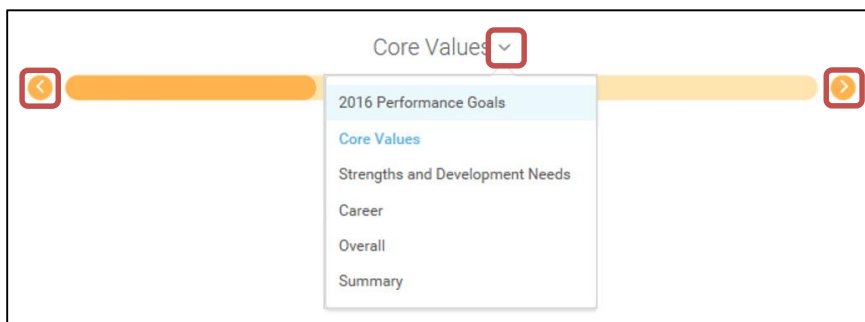 Core Values
2016 Performance Goals
Core Values
Strengths and Development Needs
Career
Overall
Summary